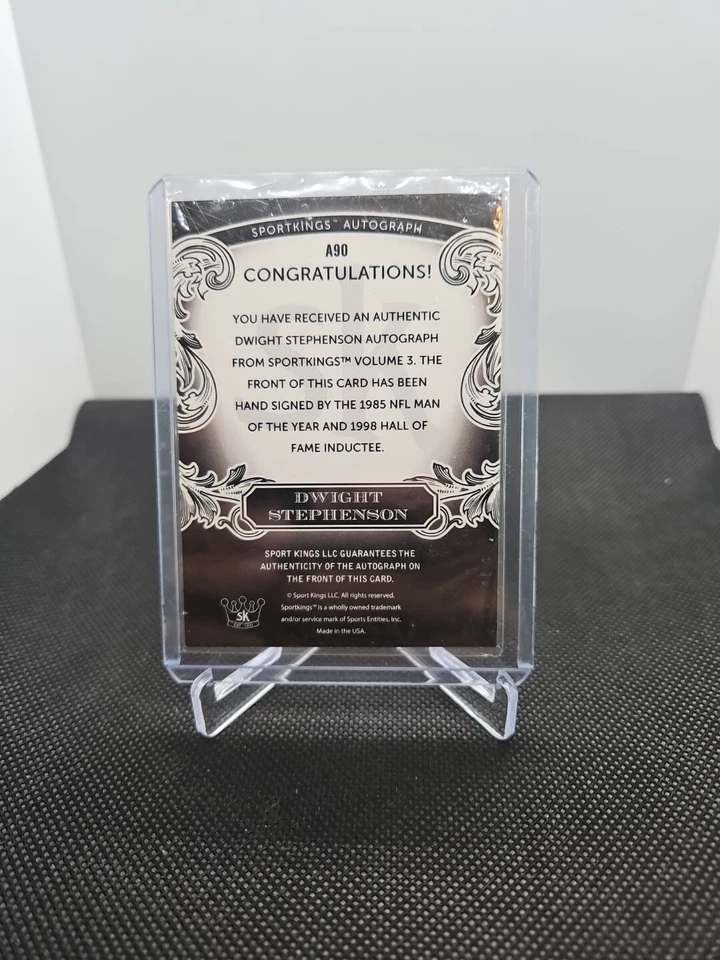 SPORTKINGS™ AUTOGRAPH
A90
CONGRATULATIONS!
YOU HAVE RECEIVED AN AUTHENTIC
DWIGHT STEPHENSON AUTOGRAPH
FROM SPORTKINGS™ VOLUME 3. THE
FRONT OF THIS CARD HAS BEEN
HAND SIGNED BY THE 1985 NFL MAN
OF THE YEAR AND 1998 HALL OF
FAME INDUCTEE.
DWIGHT
STEPHENSON
SPORT KINGS LLC GUARANTEES THE
AUTHENTICITY OF THE AUTOGRAPH ON
THE FRONT OF THIS CARD.
© Sport Kings LLC. All rights reserved.
Sportkings™ is a wholly owned trademark
and/or service mark of Sports Entities, Inc.
Made in the USA.
SK